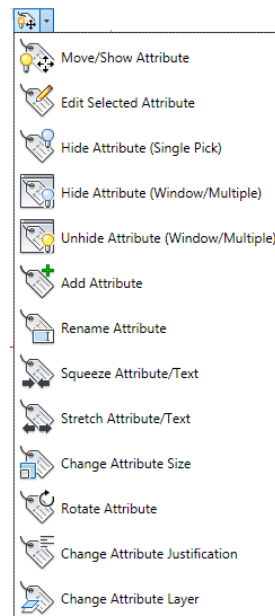 Move/Show Attribute
Edit Selected Attribute
Hide Attribute (Single Pick)
Hide Attribute (Window/Multiple)
Unhide Attribute (Window/Multiple)
Add Attribute
Rename Attribute
Squeeze Attribute/Text
Stretch Attribute/Text
Change Attribute Size
Rotate Attribute
Change Attribute Justification
Change Attribute Layer